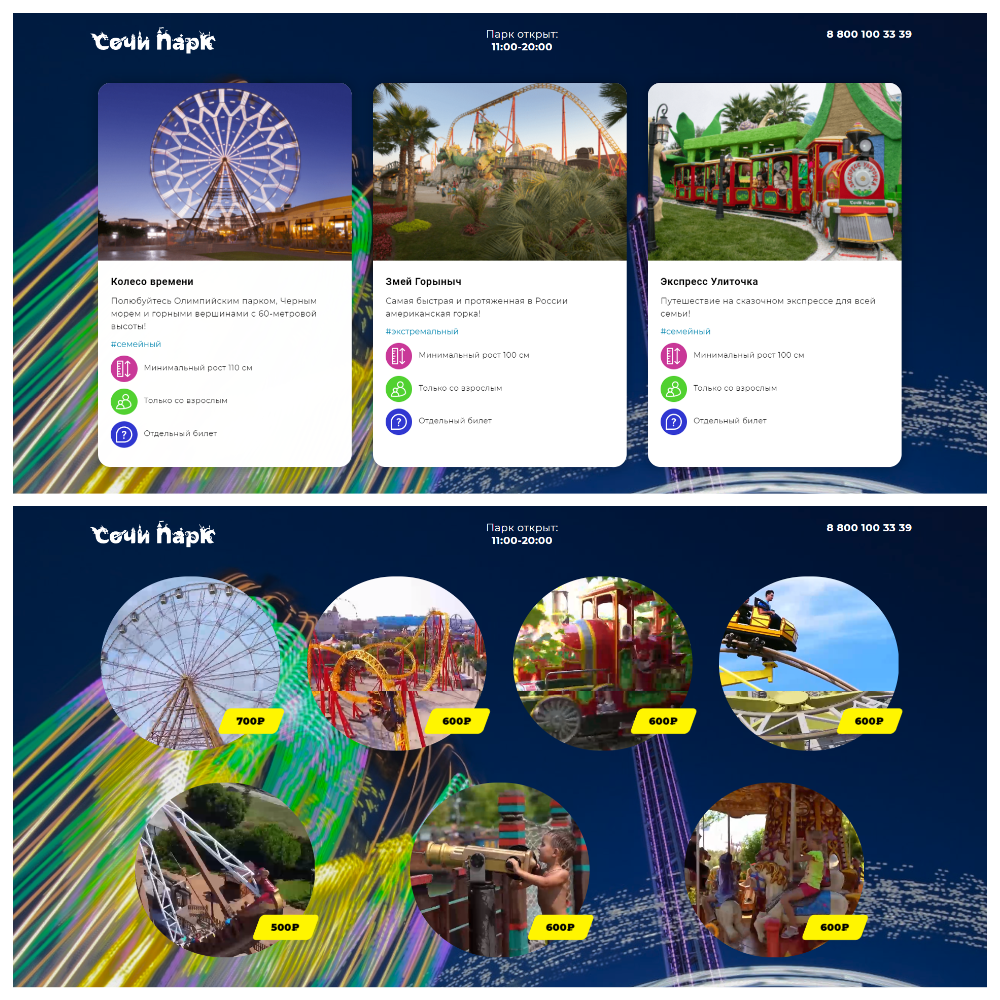 Сочи Парк
Парк открыт:
11:00-20:00
8 800 100 33 39
Колесо времени
Полюбуйтесь Олимпийским парком, Черным
морем и горными вершинами с 60-метровой
высоты!
#семейный
Минимальный рост 110 см
Только со взрослым
Отдельный билет
Змей Горыныч
Самая быстрая и протяженная в России
американская горка!
#экстремальный
Минимальный рост 100 см
Только со взрослым
Отдельный билет
Экспресс Улиточка
Путешествие на сказочном экспрессе для всей
семьи!
#семейный
Минимальный рост 100 см
Только со взрослым
Отдельный билет
Сочи Парк
Парк открыт:
11:00-20:00
8 800 100 33 39
700₽
600₽
600₽
600₽
500₽
600₽
600₽